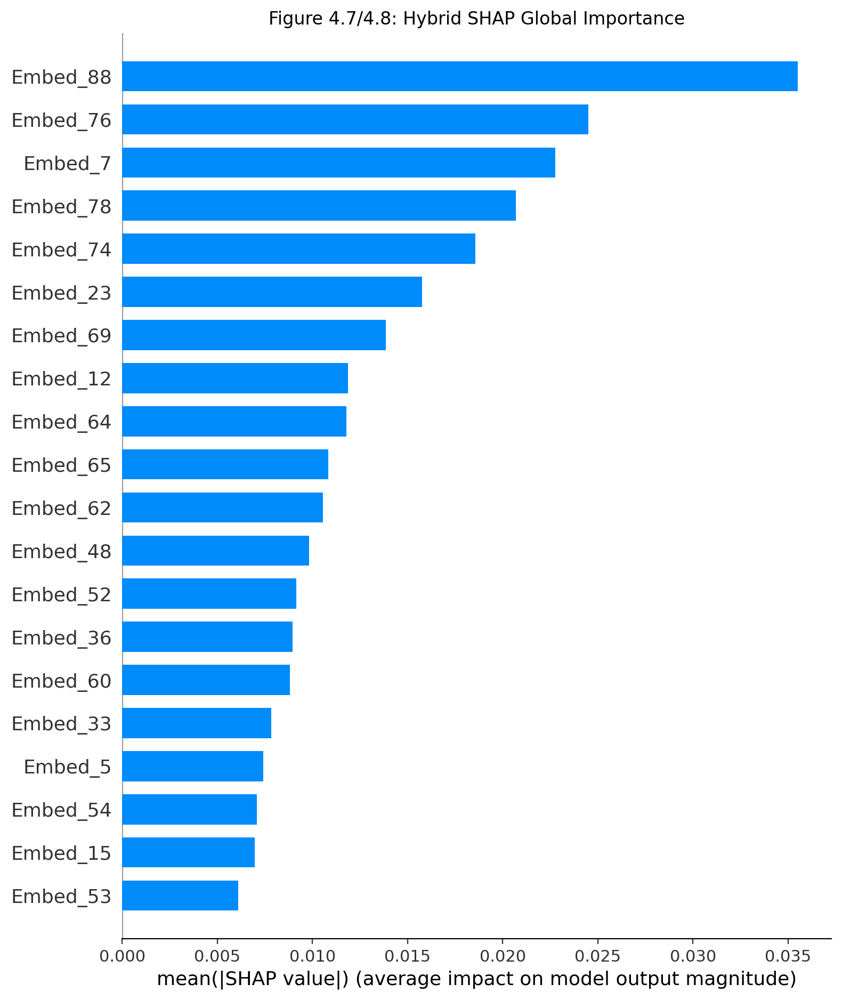 Figure 4.7/4.8: Hybrid SHAP Global Importance
Embed_88
Embed_76
Embed_7
Embed_78
Embed_74
Embed_23
Embed_69
Embed_12
Embed_64
Embed_65
Embed_62
Embed_48
Embed_52
Embed_36
Embed_60
Embed_33
Embed_5
Embed_54
Embed_15
Embed_53
0.000 0.005 0.010 0.015 0.020 0.025 0.030 0.035
mean(|SHAP value|) (average impact on model output magnitude)